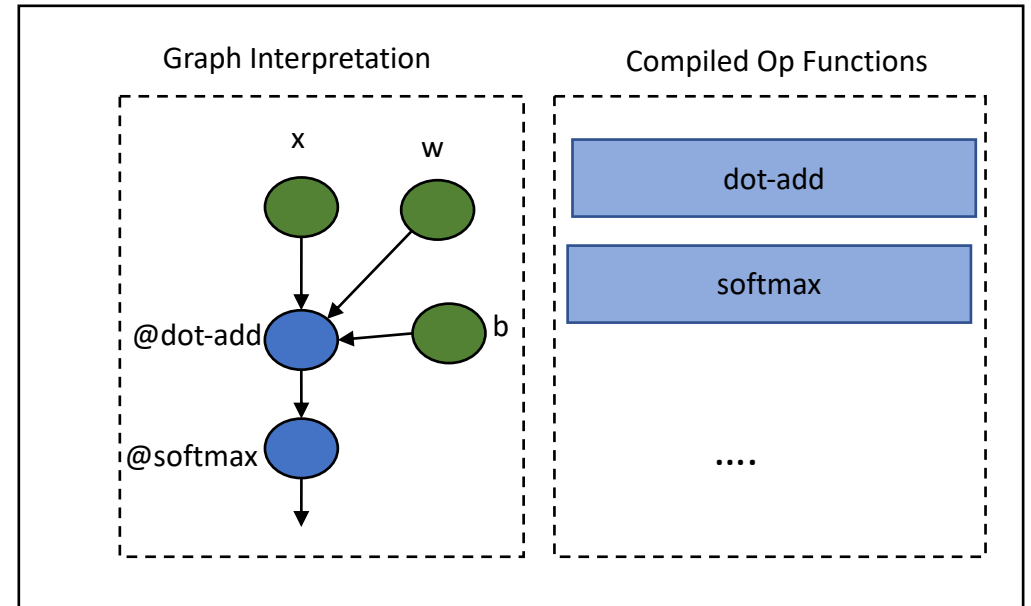 Graph Interpretation
x
w
@dot-add
b
@softmax
Compiled Op Functions
dot-add
softmax
....